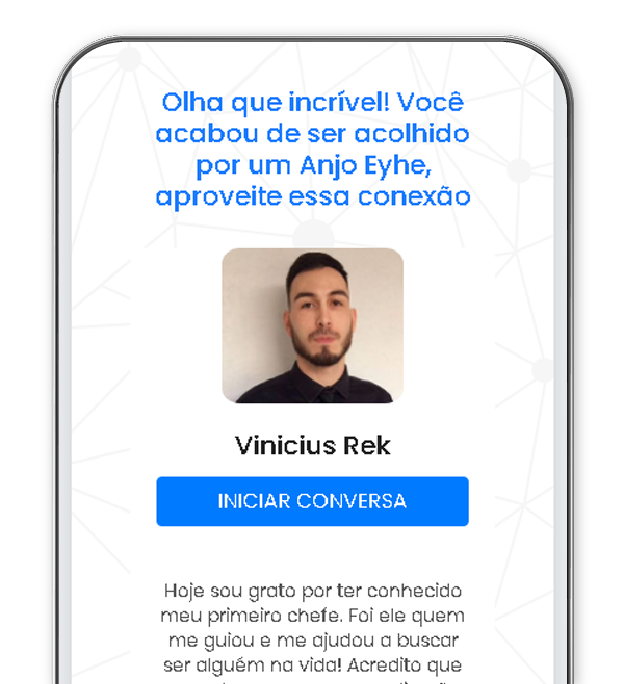 Olha que incrível! Você
acabou de ser acolhido
por um Anjo Eyhe,
aproveite essa conexão
Vinicius Rek
INICIAR CONVERSA
Hoje sou grato por ter conhecido
meu primeiro chefe. Foi ele quem
me guiou e me ajudou a buscar
ser alguém na vida! Acredito que